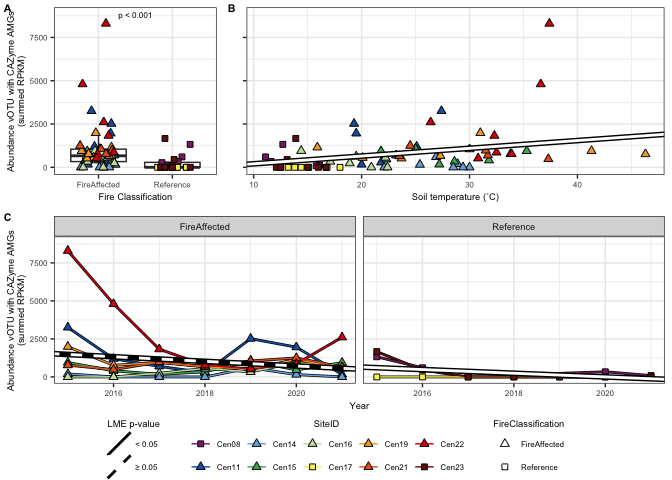 A
Abundance vOTU with CAZyme AMGs
(summed RPKM)
7500
5000
2500
0
p < 0.001
FireAffected
Reference
Fire Classification
B
10
20
30
40
Soil temperature (˚C)
C
Abundance vOTU with CAZyme AMGs
(summed RPKM)
7500
5000
2500
0
FireAffected
Reference
2016
2018
2020
2016
2018
2020
Year
LME p-value
< 0.05
≥ 0.05
SiteID
Cen08
Cen14
Cen16
Cen19
Cen22
Cen11
Cen15
Cen17
Cen21
Cen23
FireClassification
FireAffected
Reference